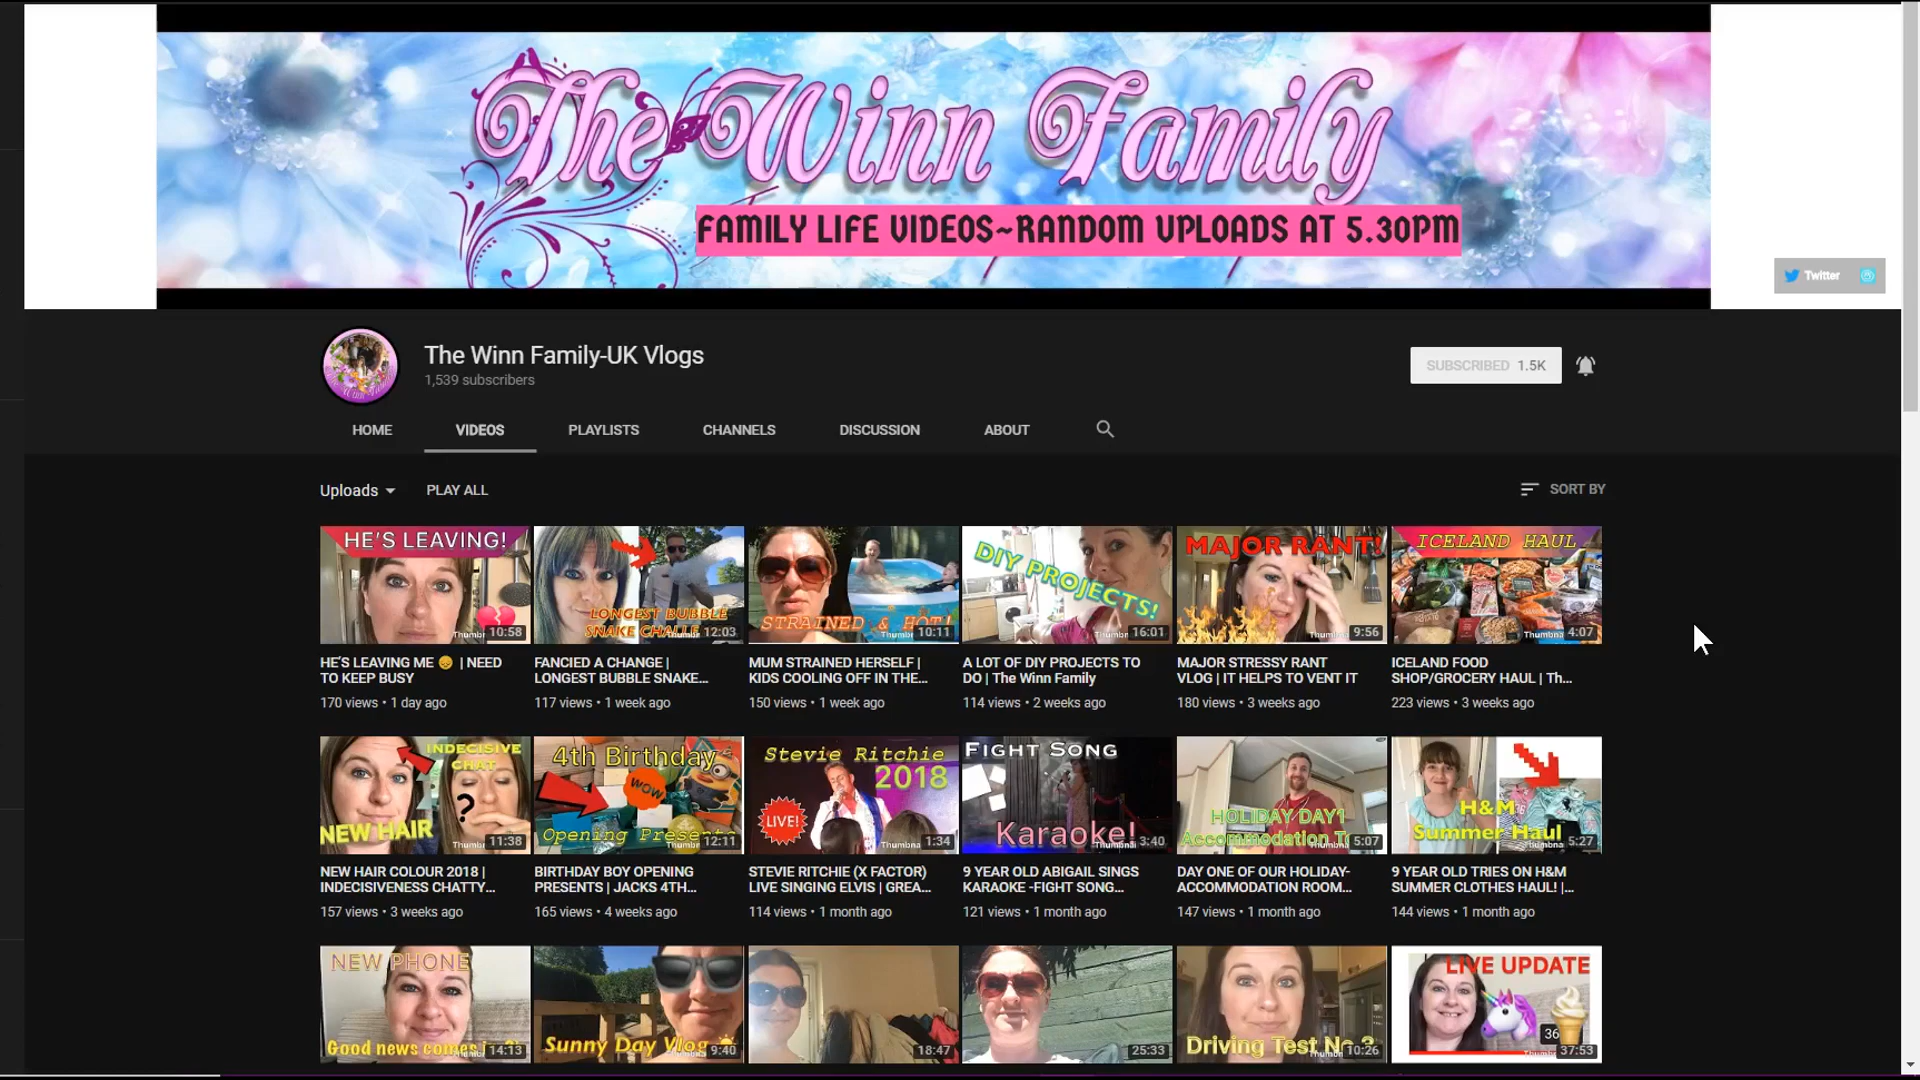 The Winn Family
FAMILY LIFE VIDEOS~RANDOM UPLOADS AT 5.30PM
Twitter
The Winn Family-UK Vlogs
1,539 subscribers
SUBSCRIBED 1.5K
HOME VIDEOS PLAYLISTS CHANNELS DISCUSSION ABOUT
Uploads PLAY ALL SORT BY
HE'S LEAVING!
10:58
LONGEST BUBBLE
SNAKE
12:03
STRAINED & HOT!
10:11
DIY PROJECTS!
16:01
MAJOR RANT!
9:56
ICELAND HAUL
4:07
HE'S LEAVING ME 😞 | NEED
TO KEEP BUSY
170 views • 1 day ago
FANCIED A CHANGE |
LONGEST BUBBLE SNAKE...
117 views • 1 week ago
MUM STRAINED HERSELF |
KIDS COOLING OFF IN THE...
150 views • 1 week ago
A LOT OF DIY PROJECTS TO
DO | The Winn Family
114 views • 2 weeks ago
MAJOR STRESSY RANT
VLOG | IT HELPS TO VENT IT
180 views • 3 weeks ago
ICELAND FOOD
SHOP/GROCERY HAUL | Th...
223 views • 3 weeks ago
INDECISIVE
CHAT
?
NEW HAIR
11:38
4th Birthday
WOW
Opening Presents
12:11
Stevie Ritchie
2018
LIVE!
1:34
FIGHT SONG
Karaoke!
3:40
HOLIDAY DAY1
Accommodation
5:07
H&M
Summer Haul
5:27
NEW HAIR COLOUR 2018 |
INDECISIVENESS CHATTY...
157 views • 3 weeks ago
BIRTHDAY BOY OPENING
PRESENTS | JACKS 4TH...
165 views • 4 weeks ago
STEVIE RITCHIE (X FACTOR)
LIVE SINGING ELVIS | GREA...
114 views • 1 month ago
9 YEAR OLD ABIGAIL SINGS
KARAOKE -FIGHT SONG...
121 views • 1 month ago
DAY ONE OF OUR HOLIDAY-
ACCOMMODATION ROOM...
147 views • 1 month ago
9 YEAR OLD TRIES ON H&M
SUMMER CLOTHES HAUL! |...
144 views • 1 month ago
NEW PHONE
Good news comes
14:13
Sunny Day Vlog
9:40
18:47
25:33
Driving Test No
10:26
LIVE UPDATE
36
37:53